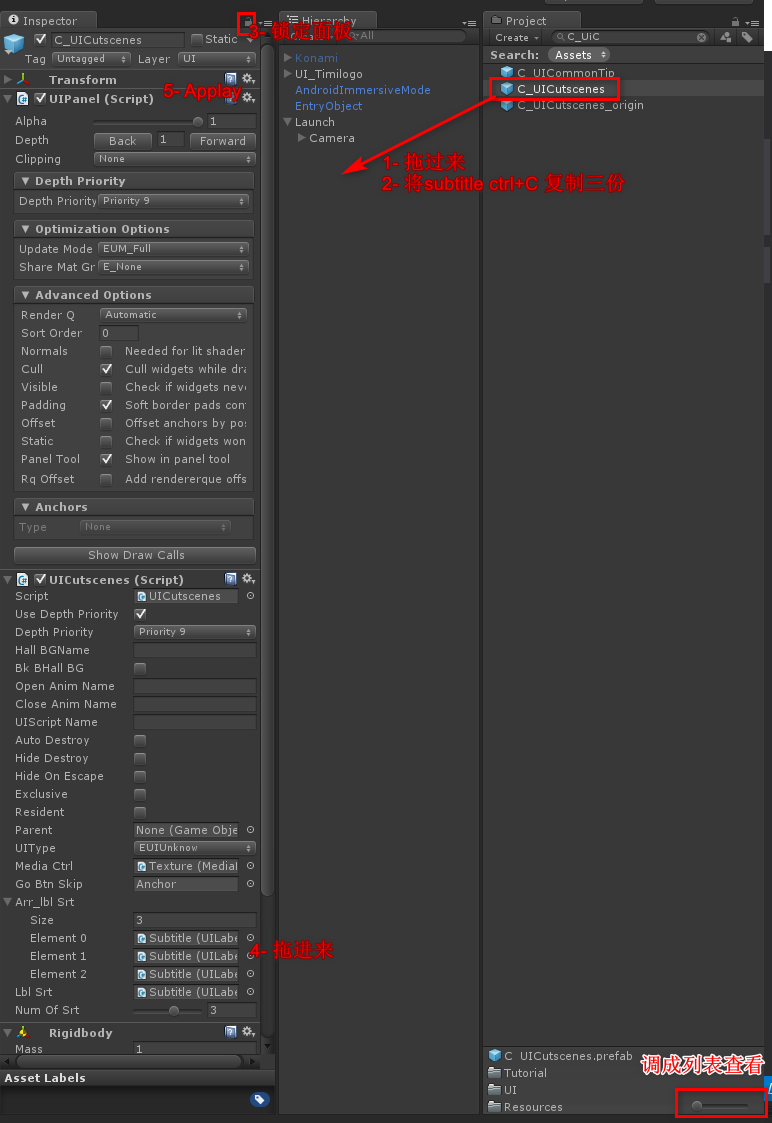 Inspector
C_UICutscenes
Static
Tag
Untagged
Layer
UI
Transform
5- Applay
UIPanel (Script)
Alpha
1
Depth
Back
1
Forward
Clipping
None
Depth Priority
Depth Priority
Priority 9
Optimization Options
Update Mode
EUM_Full
Share Mat Gr
E_None
Advanced Options
Render Q
Automatic
Sort Order
0
Normals
Needed for lit shader
Cull
Cull widgets while dra
Visible
Check if widgets neve
Padding
Soft border pads con
Offset
Offset anchors by pos
Static
Check if widgets won
Panel Tool
Show in panel tool
Rq Offset
Add rendererque offs
Anchors
Type
None
Show Draw Calls
UICutscenes (Script)
Script
UICutscenes
Use Depth Priority
Depth Priority
Priority 9
Hall BGName
Bk BHall BG
Open Anim Name
Close Anim Name
UIScript Name
Auto Destroy
Hide Destroy
Hide On Escape
Exclusive
Resident
Parent
None (Game Obje
UIType
EUIUnknow
Media Ctrl
Texture (Medial
Go Btn Skip
Anchor
Arr_lbl Srt
Size
3
Element 0
Subtitle (UILabe
Element 1
Subtitle (UILabe
Element 2
Subtitle (UILabe
Lbl Srt
Subtitle (UILabe
Num Of Srt
3
Rigidbody
Mass
1
Asset Labels
Hierarchy
3- 锁定面板
All
Konami
UI_Timilogo
AndroidImmersiveMode
EntryObject
Launch
Camera
1- 拖过来
2- 将subtitle ctrl+C 复制三份
4- 拖进来
Project
Create
C_UiC
Search:
Assets
C_UICommonTip
C_UICutscenes
C_UICutscenes_origin
C_UICutscenes.prefab
Tutorial
UI
Resources
调成列表查看